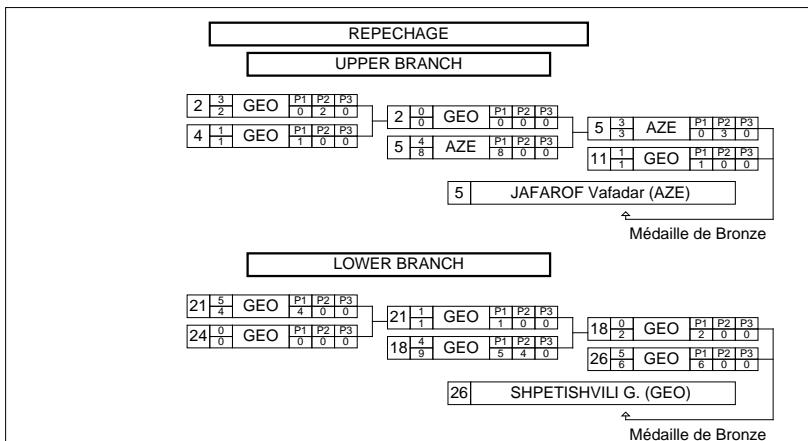 REPECHAGE
UPPER BRANCH
2 3 2 GEO P1 P2 P3 0 2 0
4 1 1 GEO P1 P2 P3 1 0 0
2 0 0 GEO P1 P2 P3 0 0 0
5 4 8 AZE P1 P2 P3 8 0 0
5 3 3 AZE P1 P2 P3 0 3 0
11 1 1 GEO P1 P2 P3 1 0 0
5 JAFAROF Vafadar (AZE)
Médaille de Bronze
LOWER BRANCH
21 5 4 GEO P1 P2 P3 4 0 0
24 0 0 GEO P1 P2 P3 0 0 0
21 1 1 GEO P1 P2 P3 1 0 0
18 4 9 GEO P1 P2 P3 5 4 0
18 0 2 GEO P1 P2 P3 2 0 0
26 5 6 GEO P1 P2 P3 6 0 0
26 SHPETISHVILI G. (GEO)
Médaille de Bronze